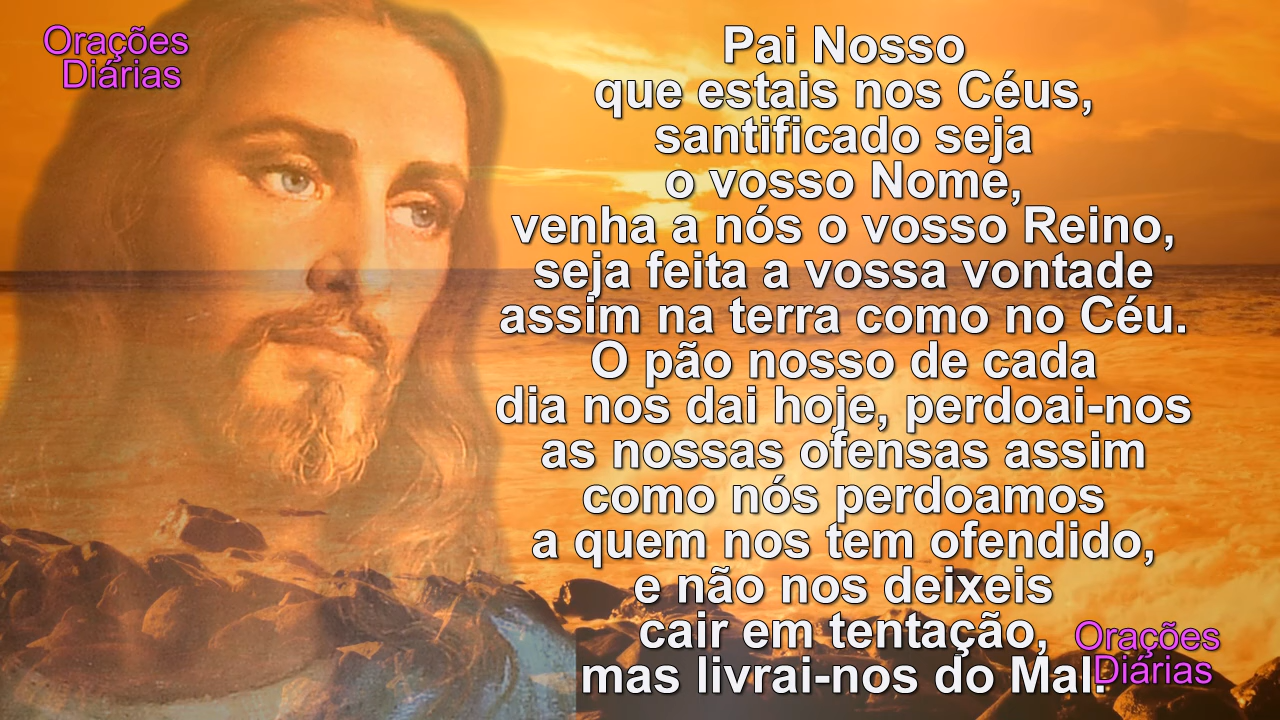 Orações
Diárias
Pai Nosso
que estais nos Céus,
santificado seja
o vosso Nome,
venha a nós o vosso Reino,
seja feita a vossa vontade
assim na terra como no Céu.
O pão nosso de cada
dia nos dai hoje, perdoai-nos
as nossas ofensas assim
como nós perdoamos
a quem nos tem ofendido,
e não nos deixeis
cair em tentação,
mas livrai-nos do Mal.
Orações
Diárias